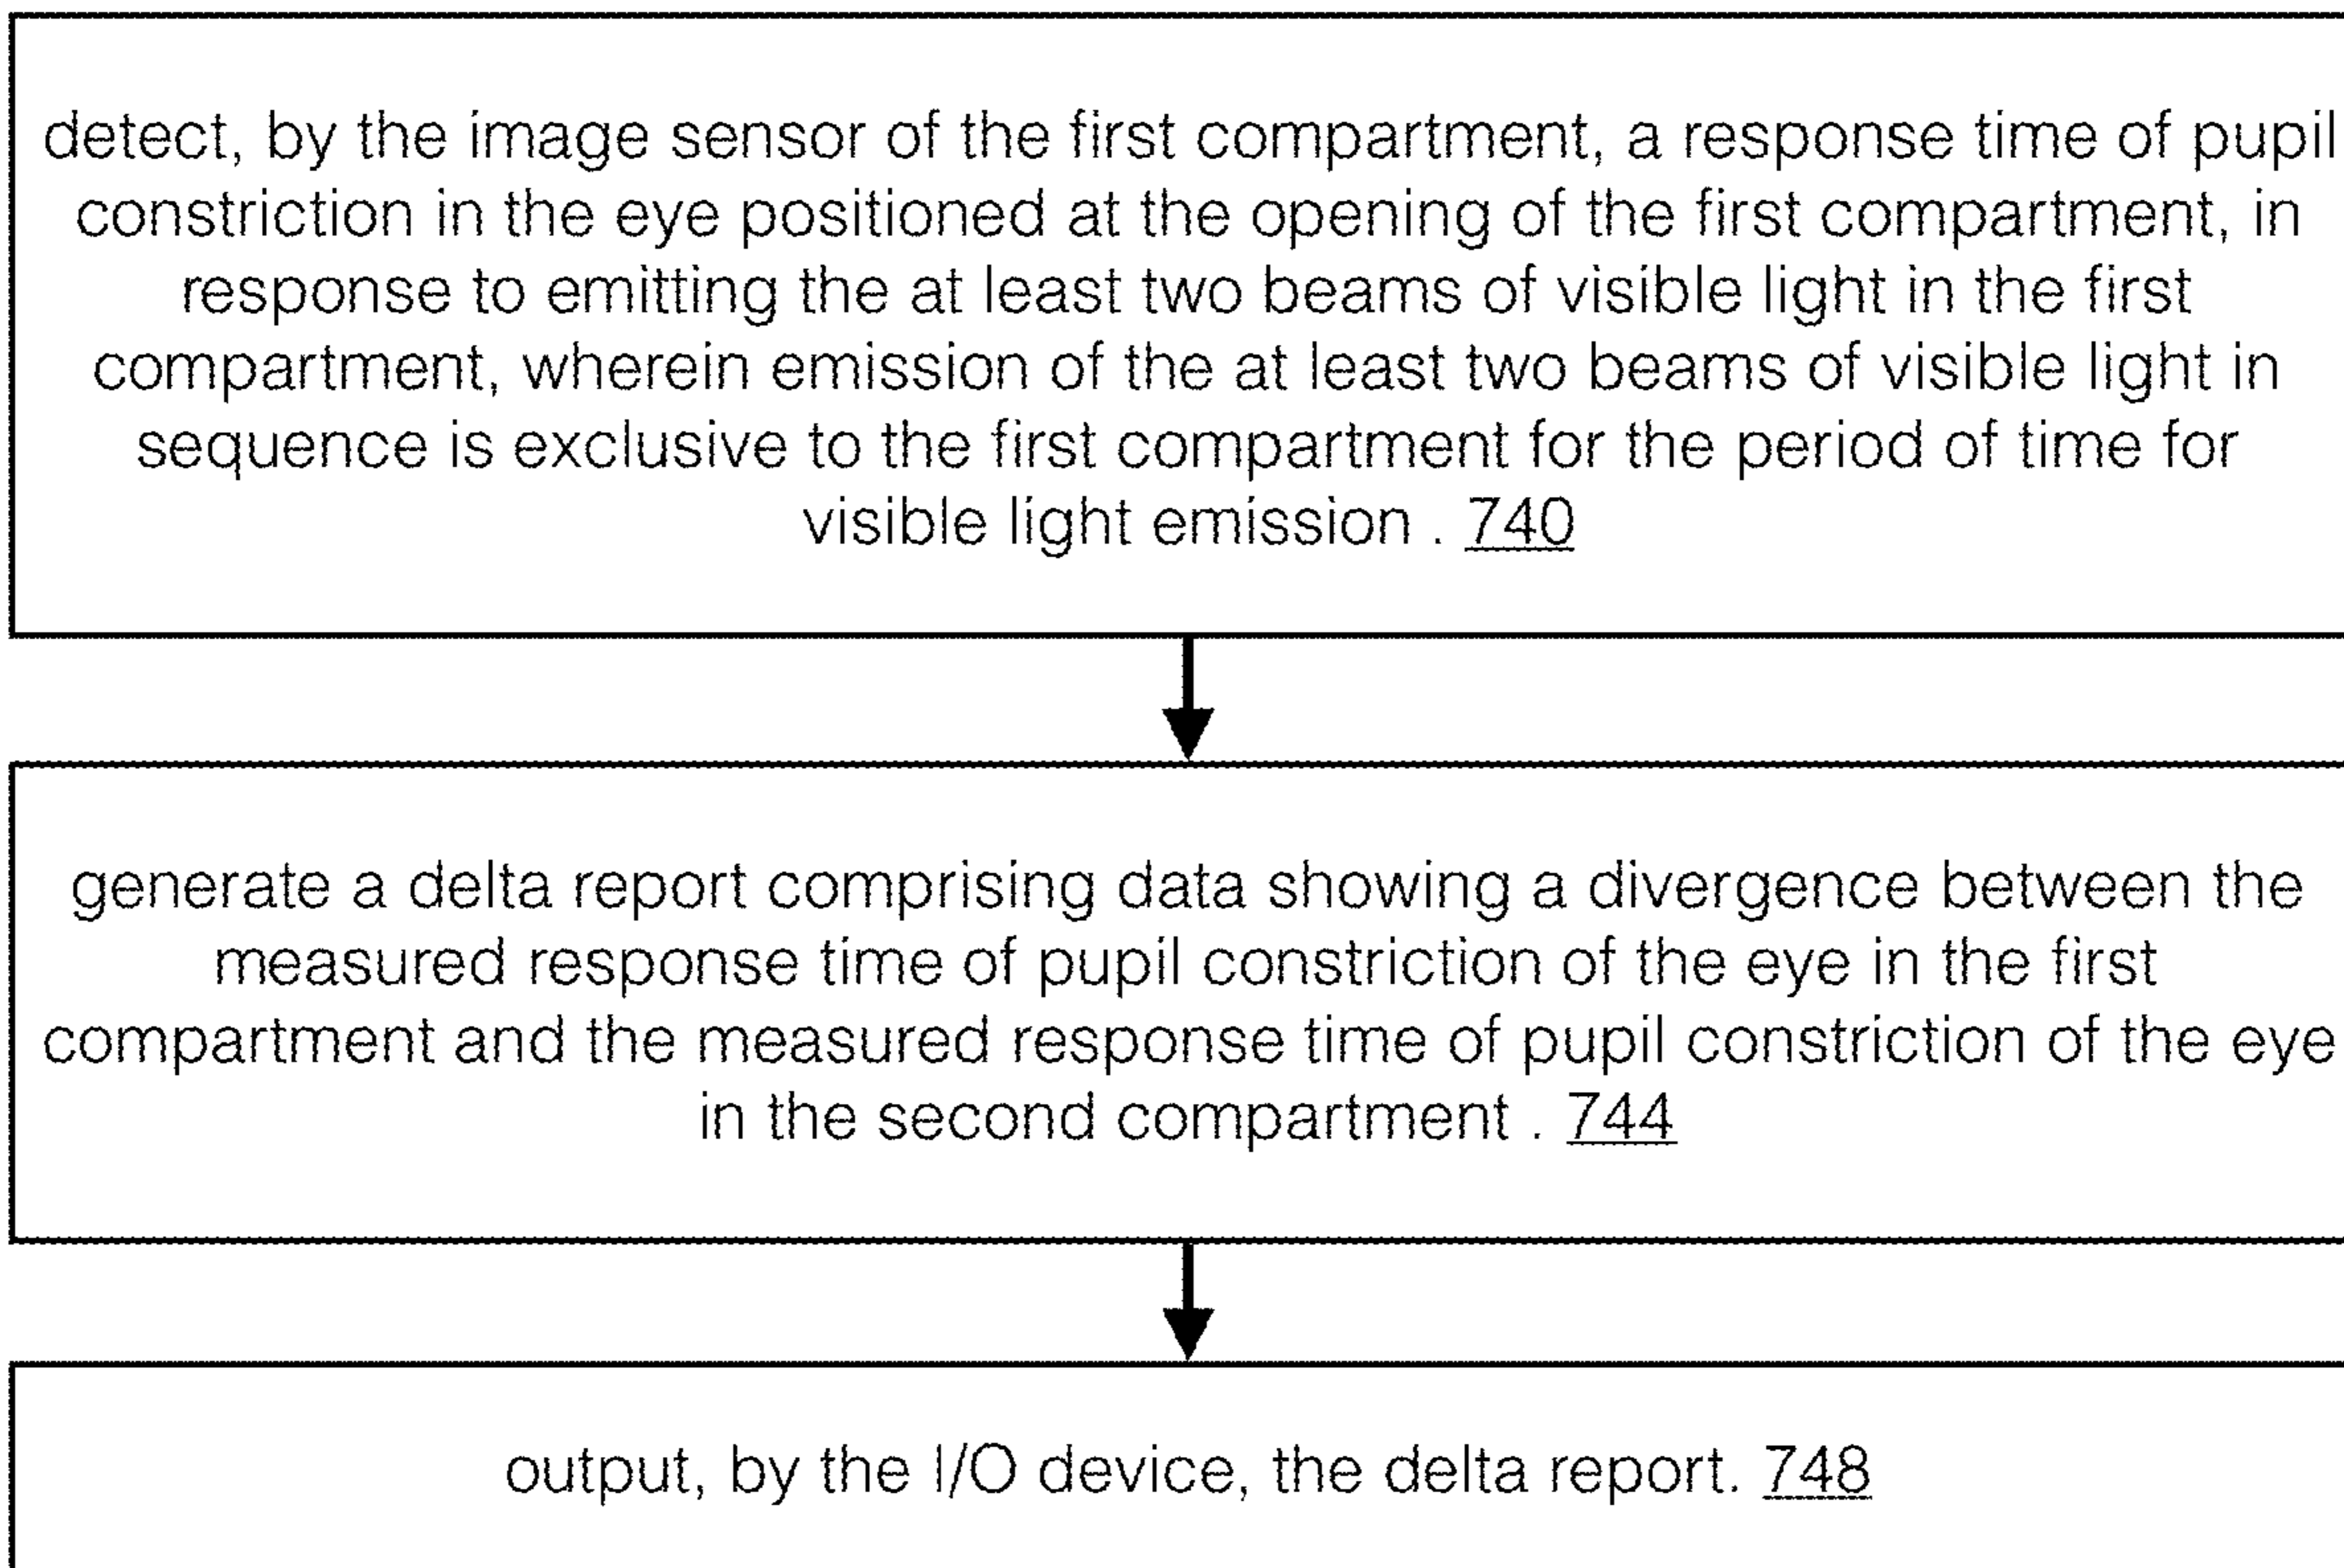 detect, by the image sensor of the first compartment, a response time of pupil
constriction in the eye positioned at the opening of the first compartment, in
response to emitting the at least two beams of visible light in the first
compartment, wherein emission of the at least two beams of visible light in
sequence is exclusive to the first compartment for the period of time for
visible light emission . 740
generate a delta report comprising data showing a divergence between the
measured response time of pupil constriction of the eye in the first
compartment and the measured response time of pupil constriction of the eye
in the second compartment . 744
output, by the I/O device, the delta report. 748